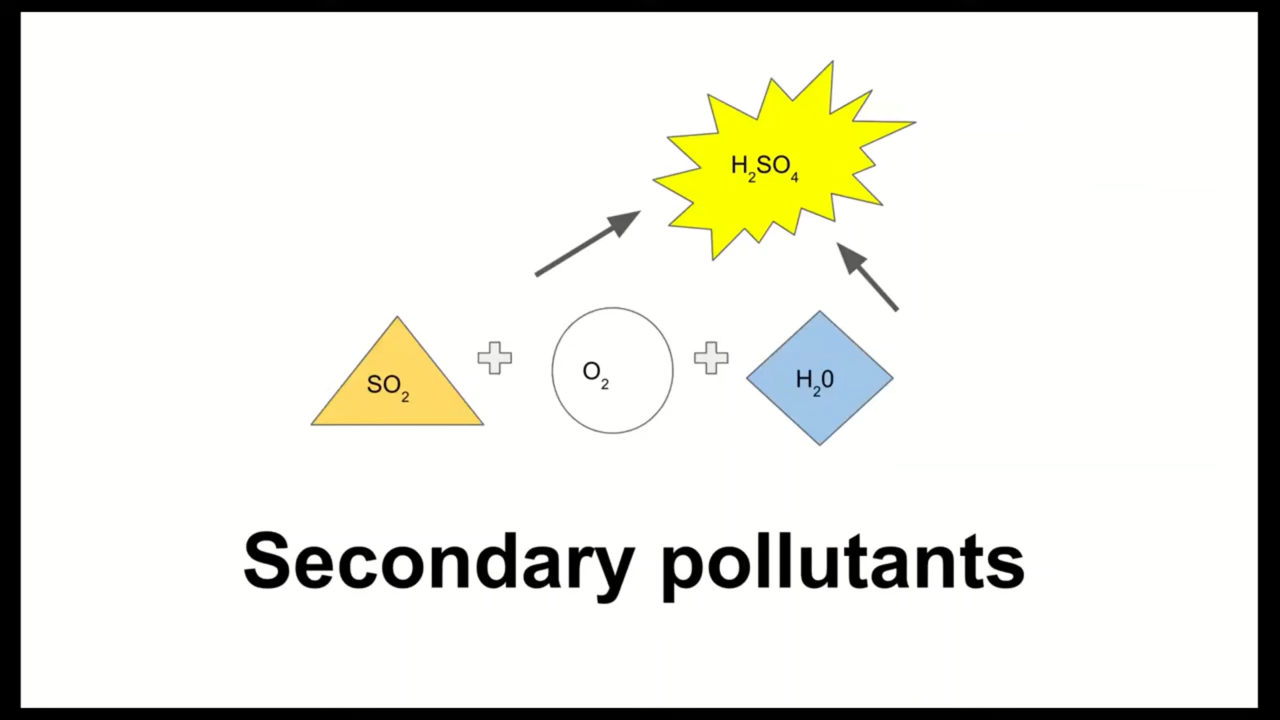 H₂SO₄
SO₂
O₂
H₂0
Secondary pollutants